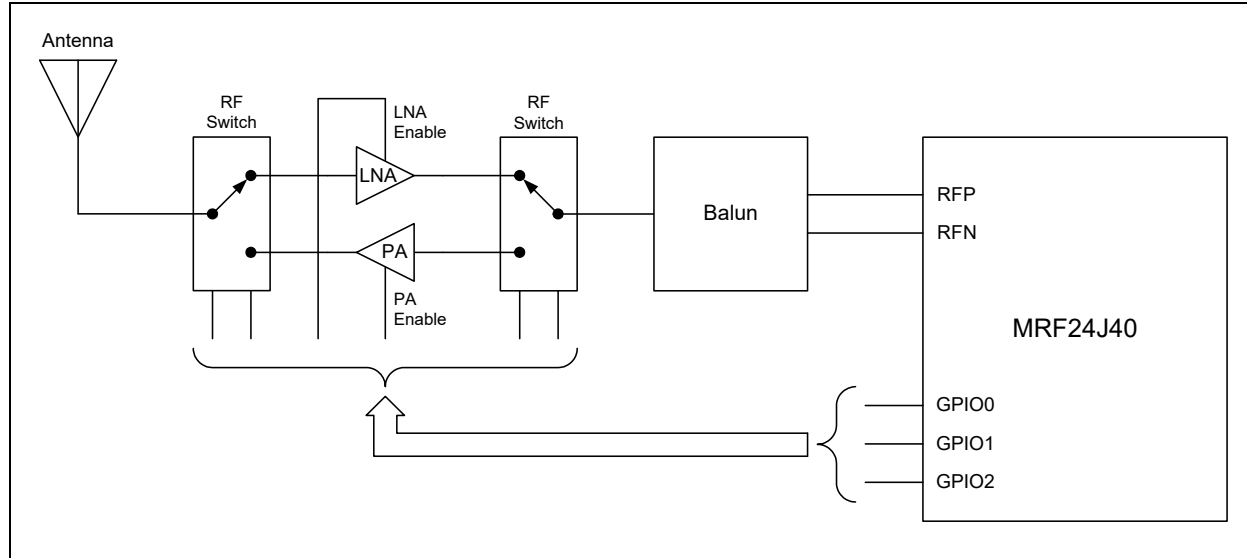 Antenna
RF
Switch
LNA
Enable
RF
Switch
LNA
PA
PA
Enable
Balun
RFP
RFN
MRF24J40
GPIO0
GPIO1
GPIO2